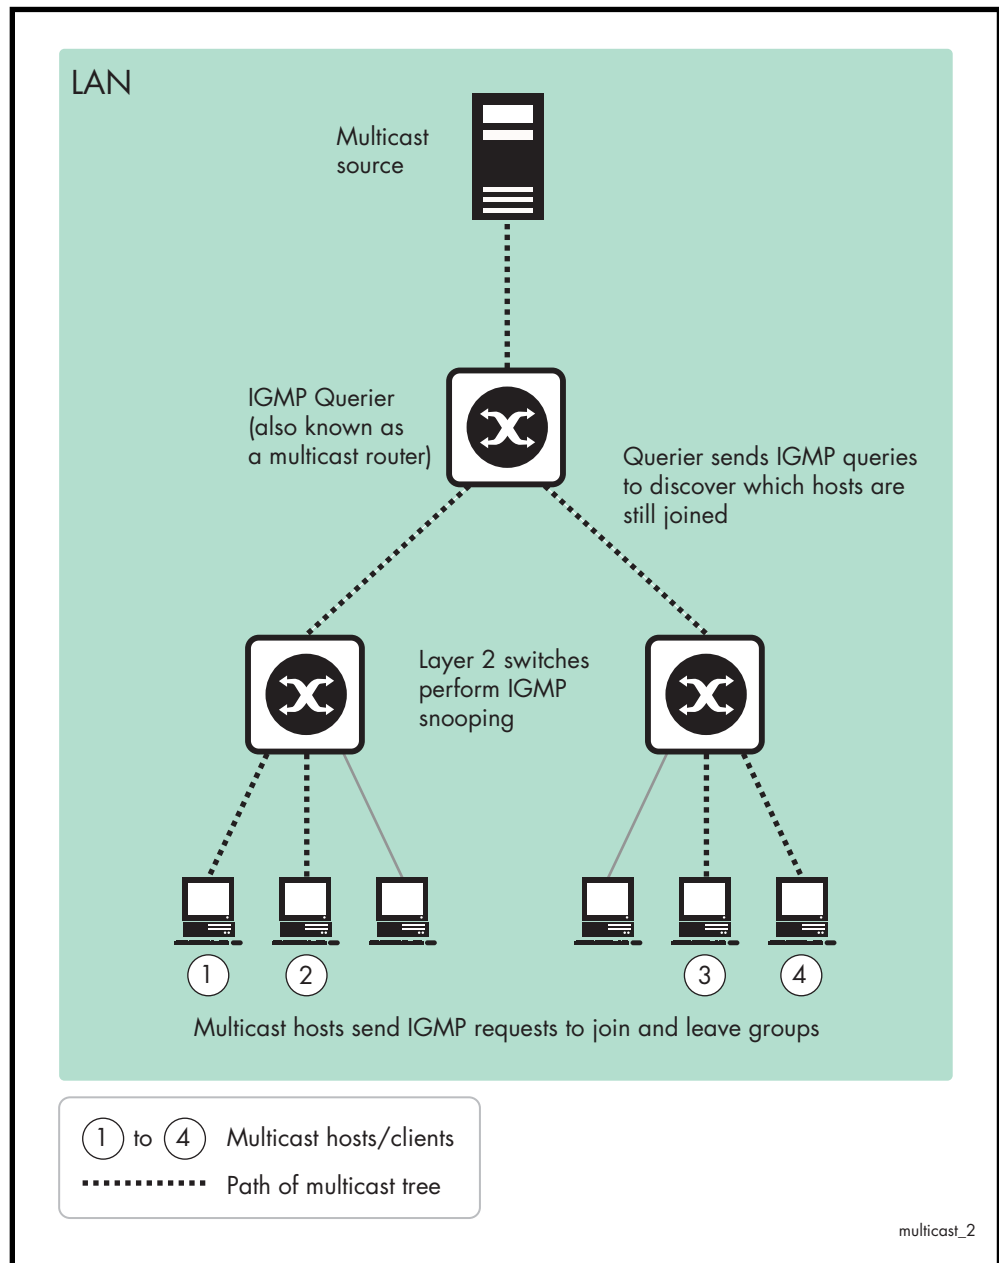 LAN
Multicast
source
IGMP Querier
(also known as
a multicast router)
Querier sends IGMP queries
to discover which hosts are
still joined
Layer 2 switches
perform IGMP
snooping
1
2
3
4
Multicast hosts send IGMP requests to join and leave groups
1 to 4 Multicast hosts/clients
Path of multicast tree
multicast_2